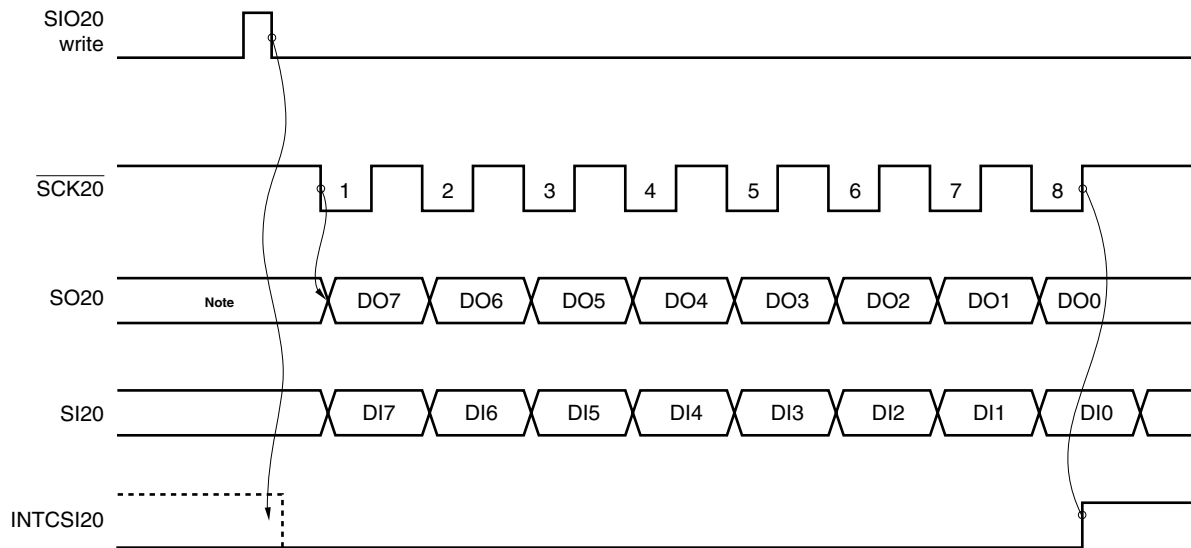 SIO20
write
SCK20
1 2 3 4 5 6 7 8
SO20
Note
DO7 DO6 DO5 DO4 DO3 DO2 DO1 DO0
SI20
DI7 DI6 DI5 DI4 DI3 DI2 DI1 DI0
INTCSI20